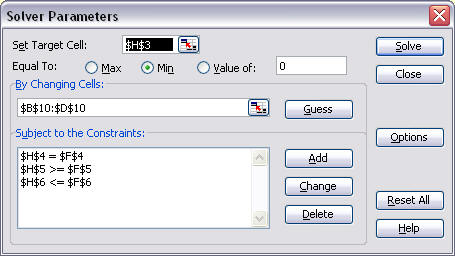 Solver Parameters
Set Target Cell: $H$3 Solve
Equal To: Max Min Value of: 0 Close
By Changing Cells:
$B$10:$D$10 Guess
Subject to the Constraints: Options
$H$4 = $F$4 Add
$H$5 >= $F$5
$H$6 <= $F$6 Change
Reset All
Delete
Help